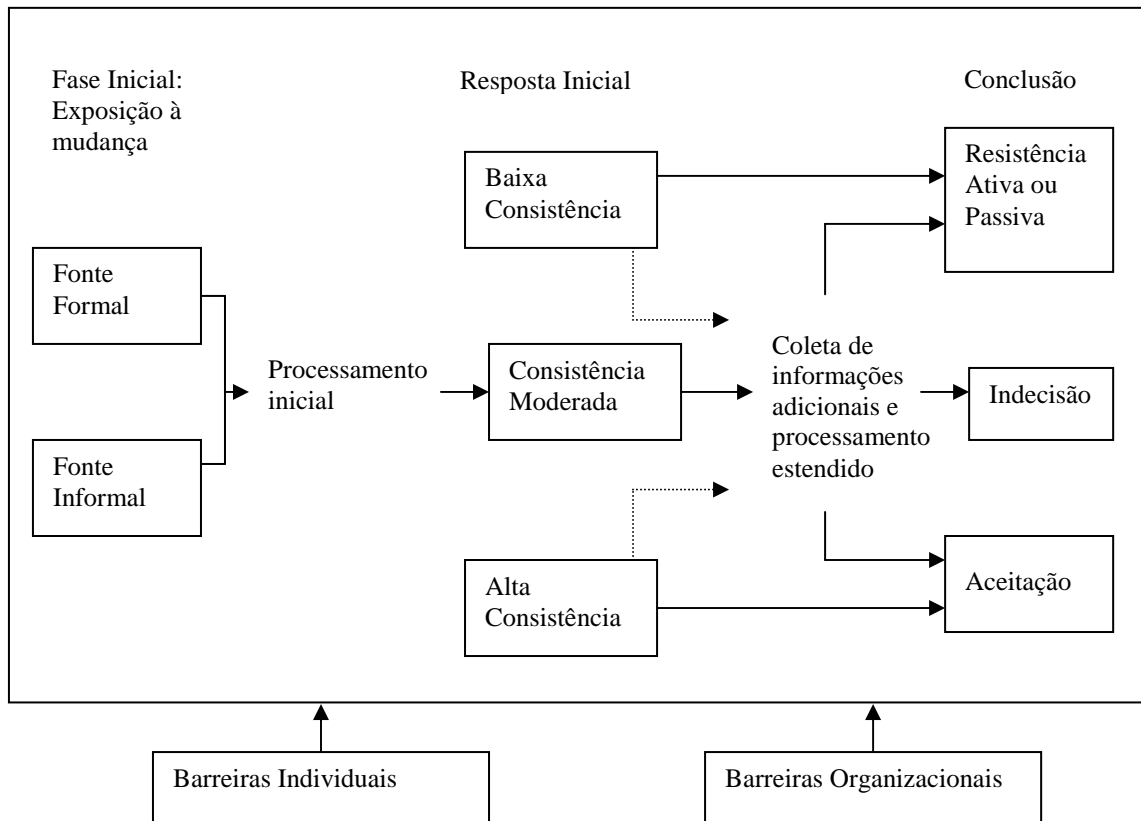 Fase Inicial:
Exposição à
mudança
Resposta Inicial
Conclusão
Fonte
Formal
Fonte
Informal
Processamento
inicial
Baixa
Consistência
Consistência
Moderada
Alta
Consistência
Coleta de
informações
adicionais e
processamento
estendido
Resistência
Ativa ou
Passiva
Indecisão
Aceitação
Barreiras Individuais
Barreiras Organizacionais